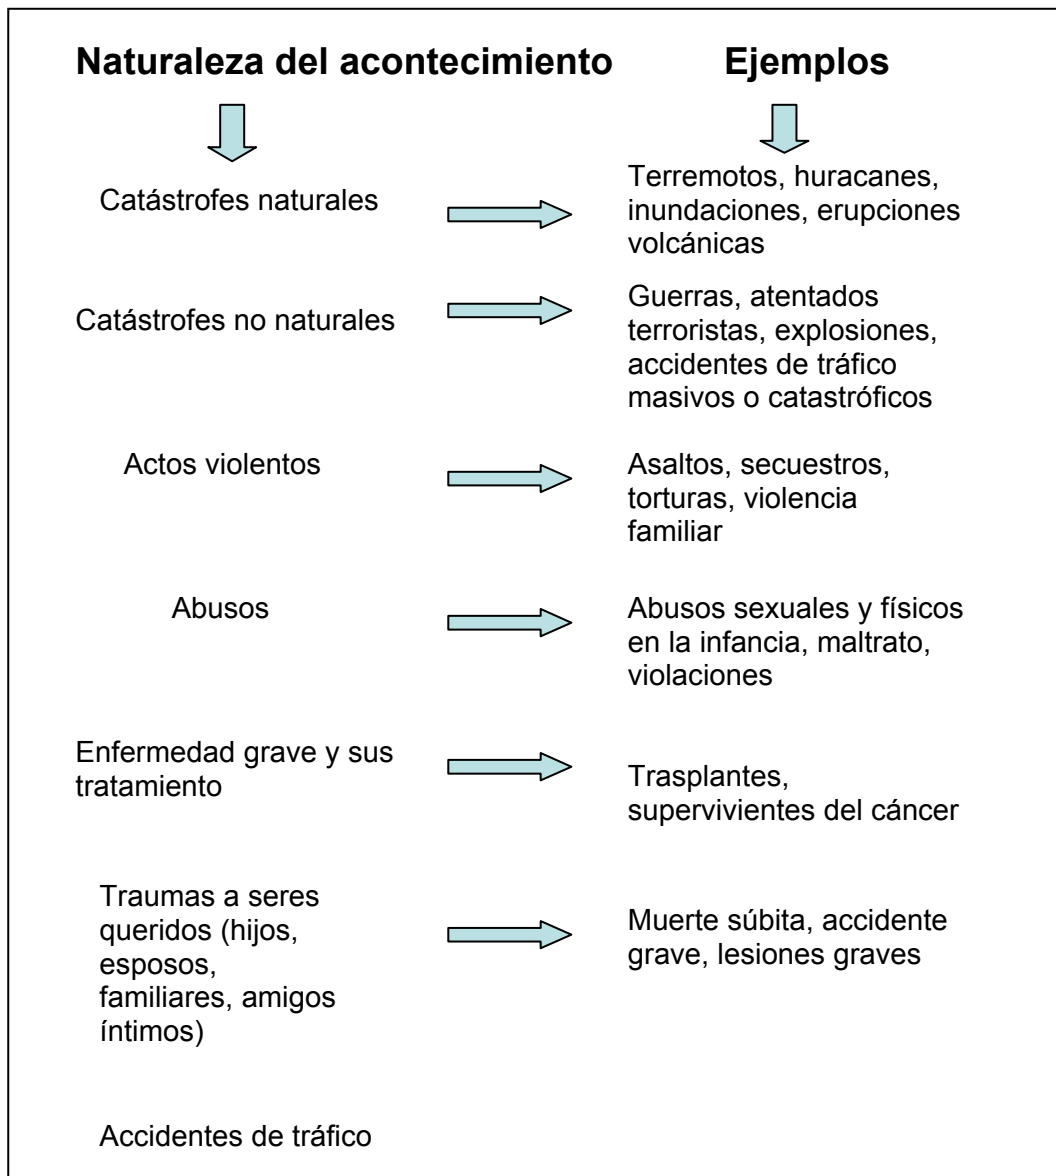 Naturaleza del acontecimiento
Ejemplos
Catástrofes naturales
Terremotos, huracanes,
inundaciones, erupciones
volcánicas
Catástrofes no naturales
Guerras, atentados
terroristas, explosiones,
accidentes de tráfico
masivos o catastróficos
Actos violentos
Asaltos, secuestros,
torturas, violencia
familiar
Abusos
Abusos sexuales y físicos
en la infancia, maltrato,
violaciones
Enfermedad grave y sus
tratamiento
Trasplantes,
supervivientes del cáncer
Traumas a seres
queridos (hijos,
esposos,
familiares, amigos
íntimos)
Muerte súbita, accidente
grave, lesiones graves
Accidentes de tráfico